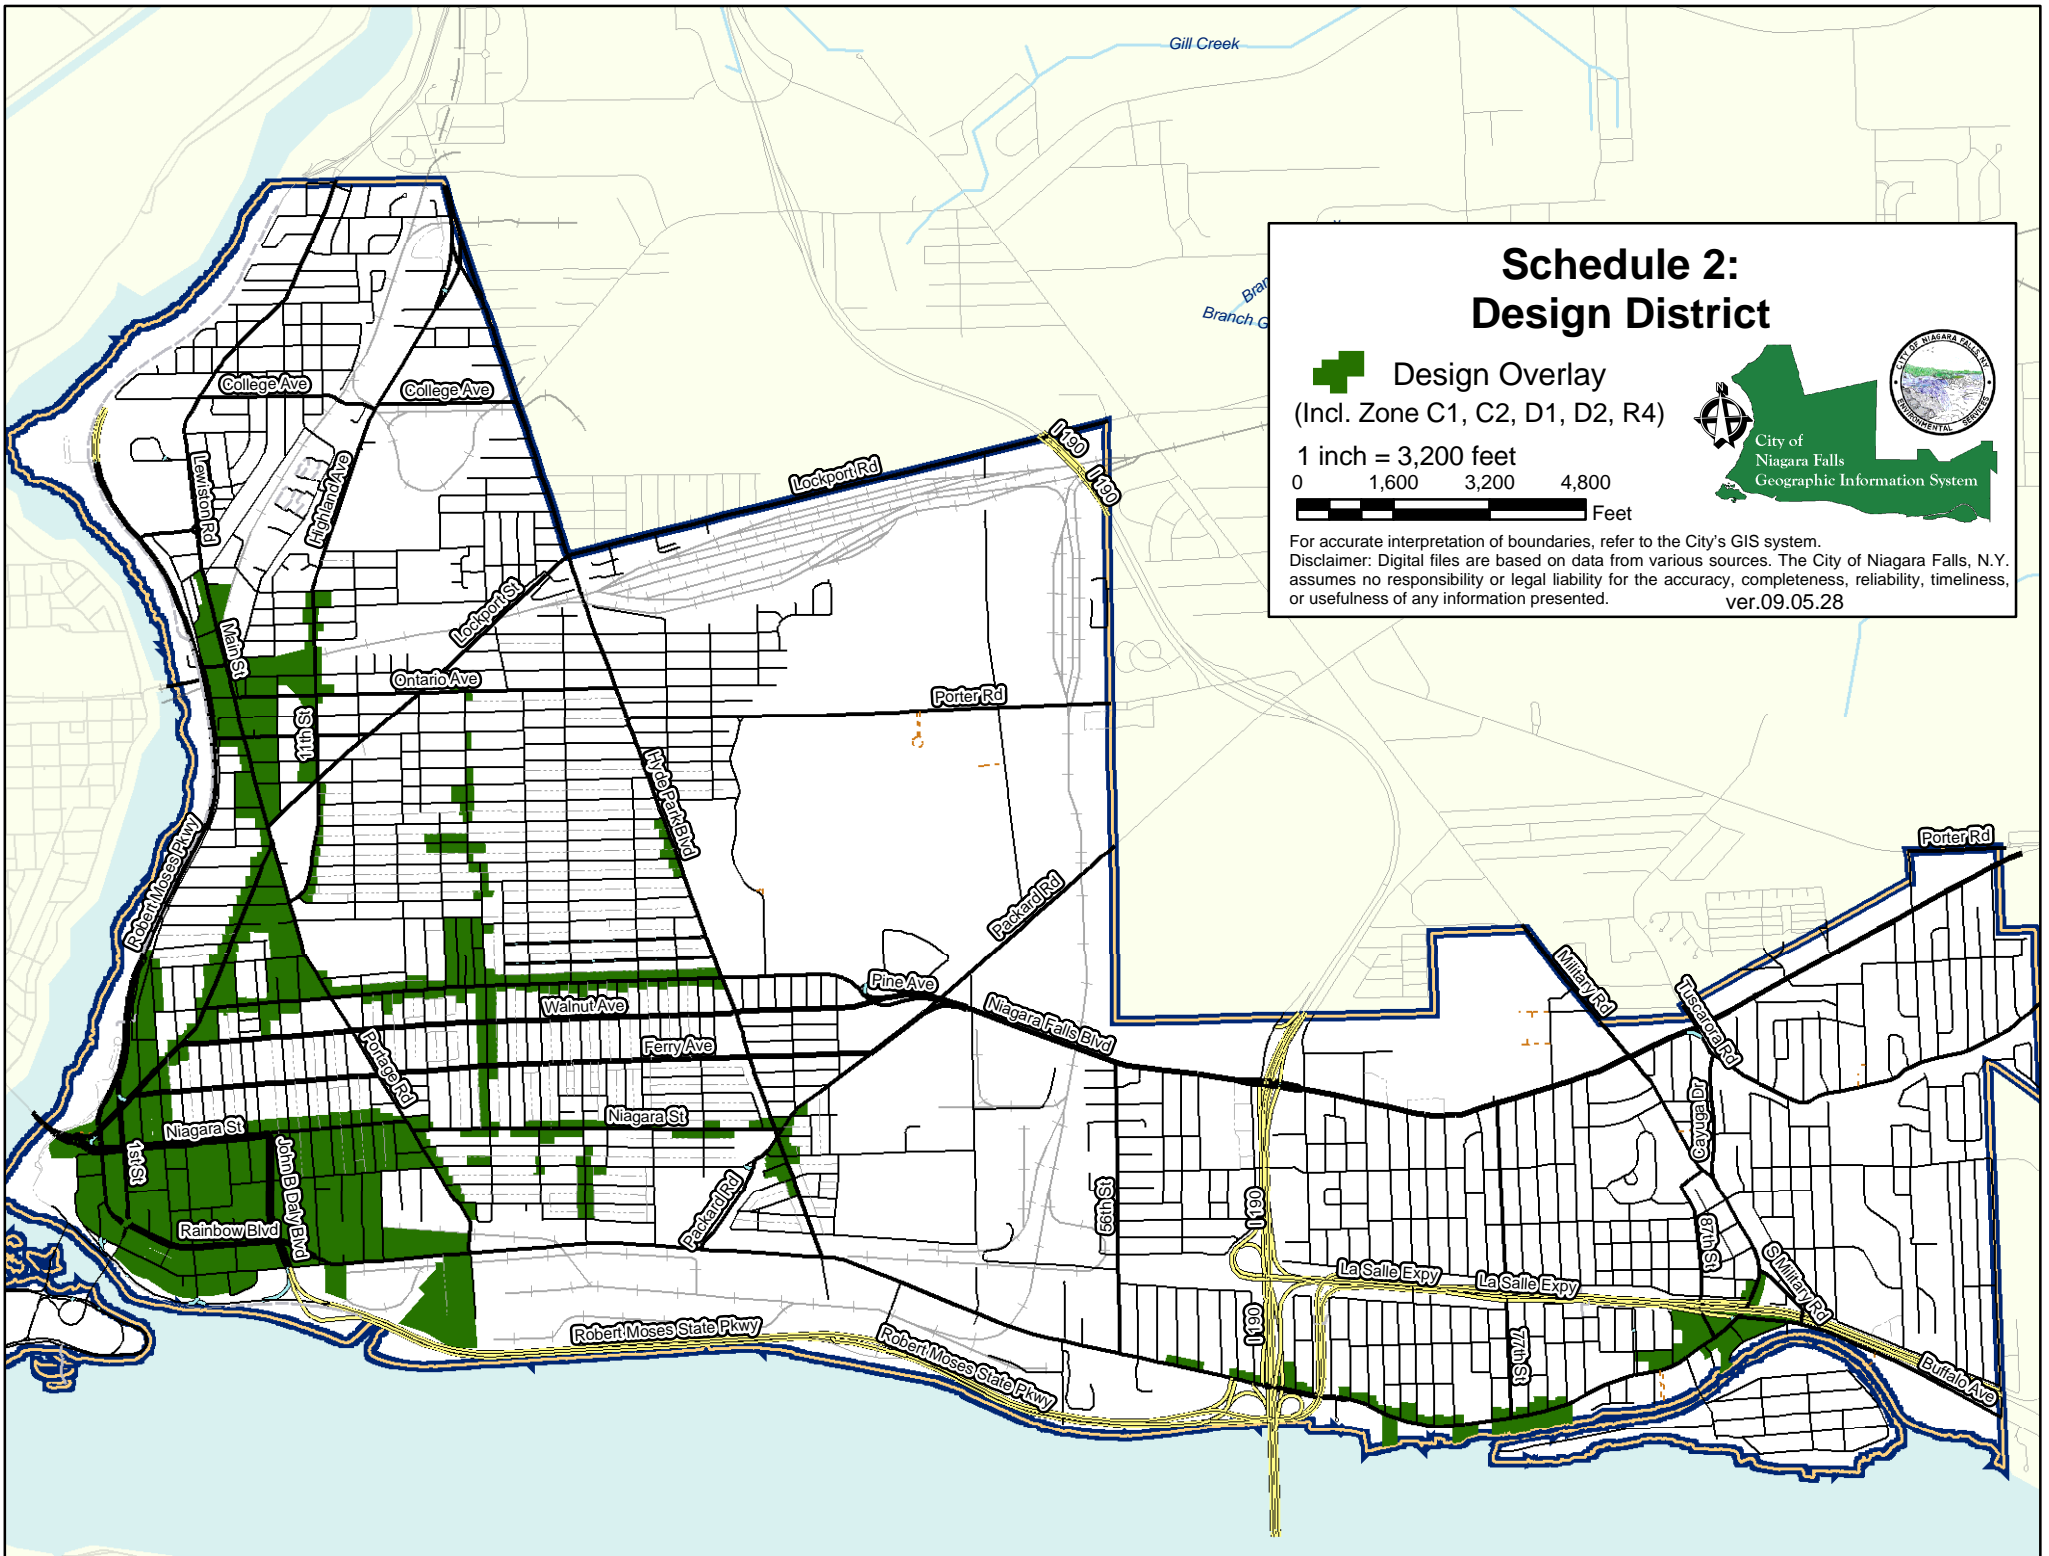 Gill Creek
Schedule 2:
Design District
Design Overlay
(Incl. Zone C1, C2, D1, D2, R4)
1 inch = 3,200 feet
0 1,600 3,200 4,800
Feet
N
City of
Niagara Falls
Geographic Information System
CITY OF NIAGARA FALLS, N.Y.
ENVIRONMENTAL SERVICES
For accurate interpretation of boundaries, refer to the City's GIS system.
Disclaimer: Digital files are based on data from various sources. The City of Niagara Falls, N.Y.
assumes no responsibility or legal liability for the accuracy, completeness, reliability, timeliness,
or usefulness of any information presented.
ver.09.05.28
Bran
Branch G
College Ave
College Ave
I 190
I 190
Lockport Rd
Lewiston Rd
Highland Ave
Lockport St
Main St
Ontario Ave
Porter Rd
11th St
Hyde Park Blvd
Robert Moses Pkwy
Porter Rd
Packard Rd
Pine Ave
Walnut Ave
Niagara Falls Blvd
Military Rd
Tuscarora Rd
Ferry Ave
Portage Rd
Niagara St
Niagara St
Cayuga Dr
1st St
John B Daly Blvd
Packard Rd
56th St
I 190
87th St
Rainbow Blvd
La Salle Expy
La Salle Expy
S Military Rd
I 190
Robert Moses State Pkwy
Robert Moses State Pkwy
77th St
Buffalo Ave